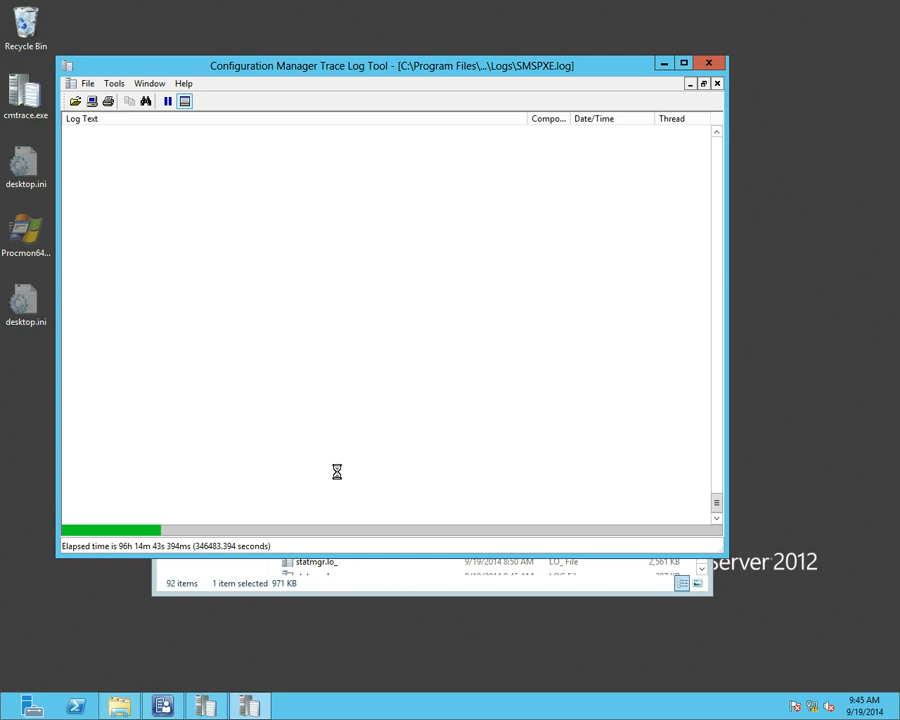 Recycle Bin
cmtrace.exe
desktop.ini
Procmon64...
desktop.ini
Configuration Manager Trace Log Tool - [C:\Program Files\...\Logs\SMSPXE.log]
File Tools Window Help
Log Text Compo... Date/Time Thread
Elapsed time is 96h 14m 43s 394ms (346483.394 seconds)
statmgr.lo_ 9/19/2014 8:50 AM LO_ File 2,561 KB
92 items 1 item selected 971 KB
Server 2012
9:45 AM
9/19/2014